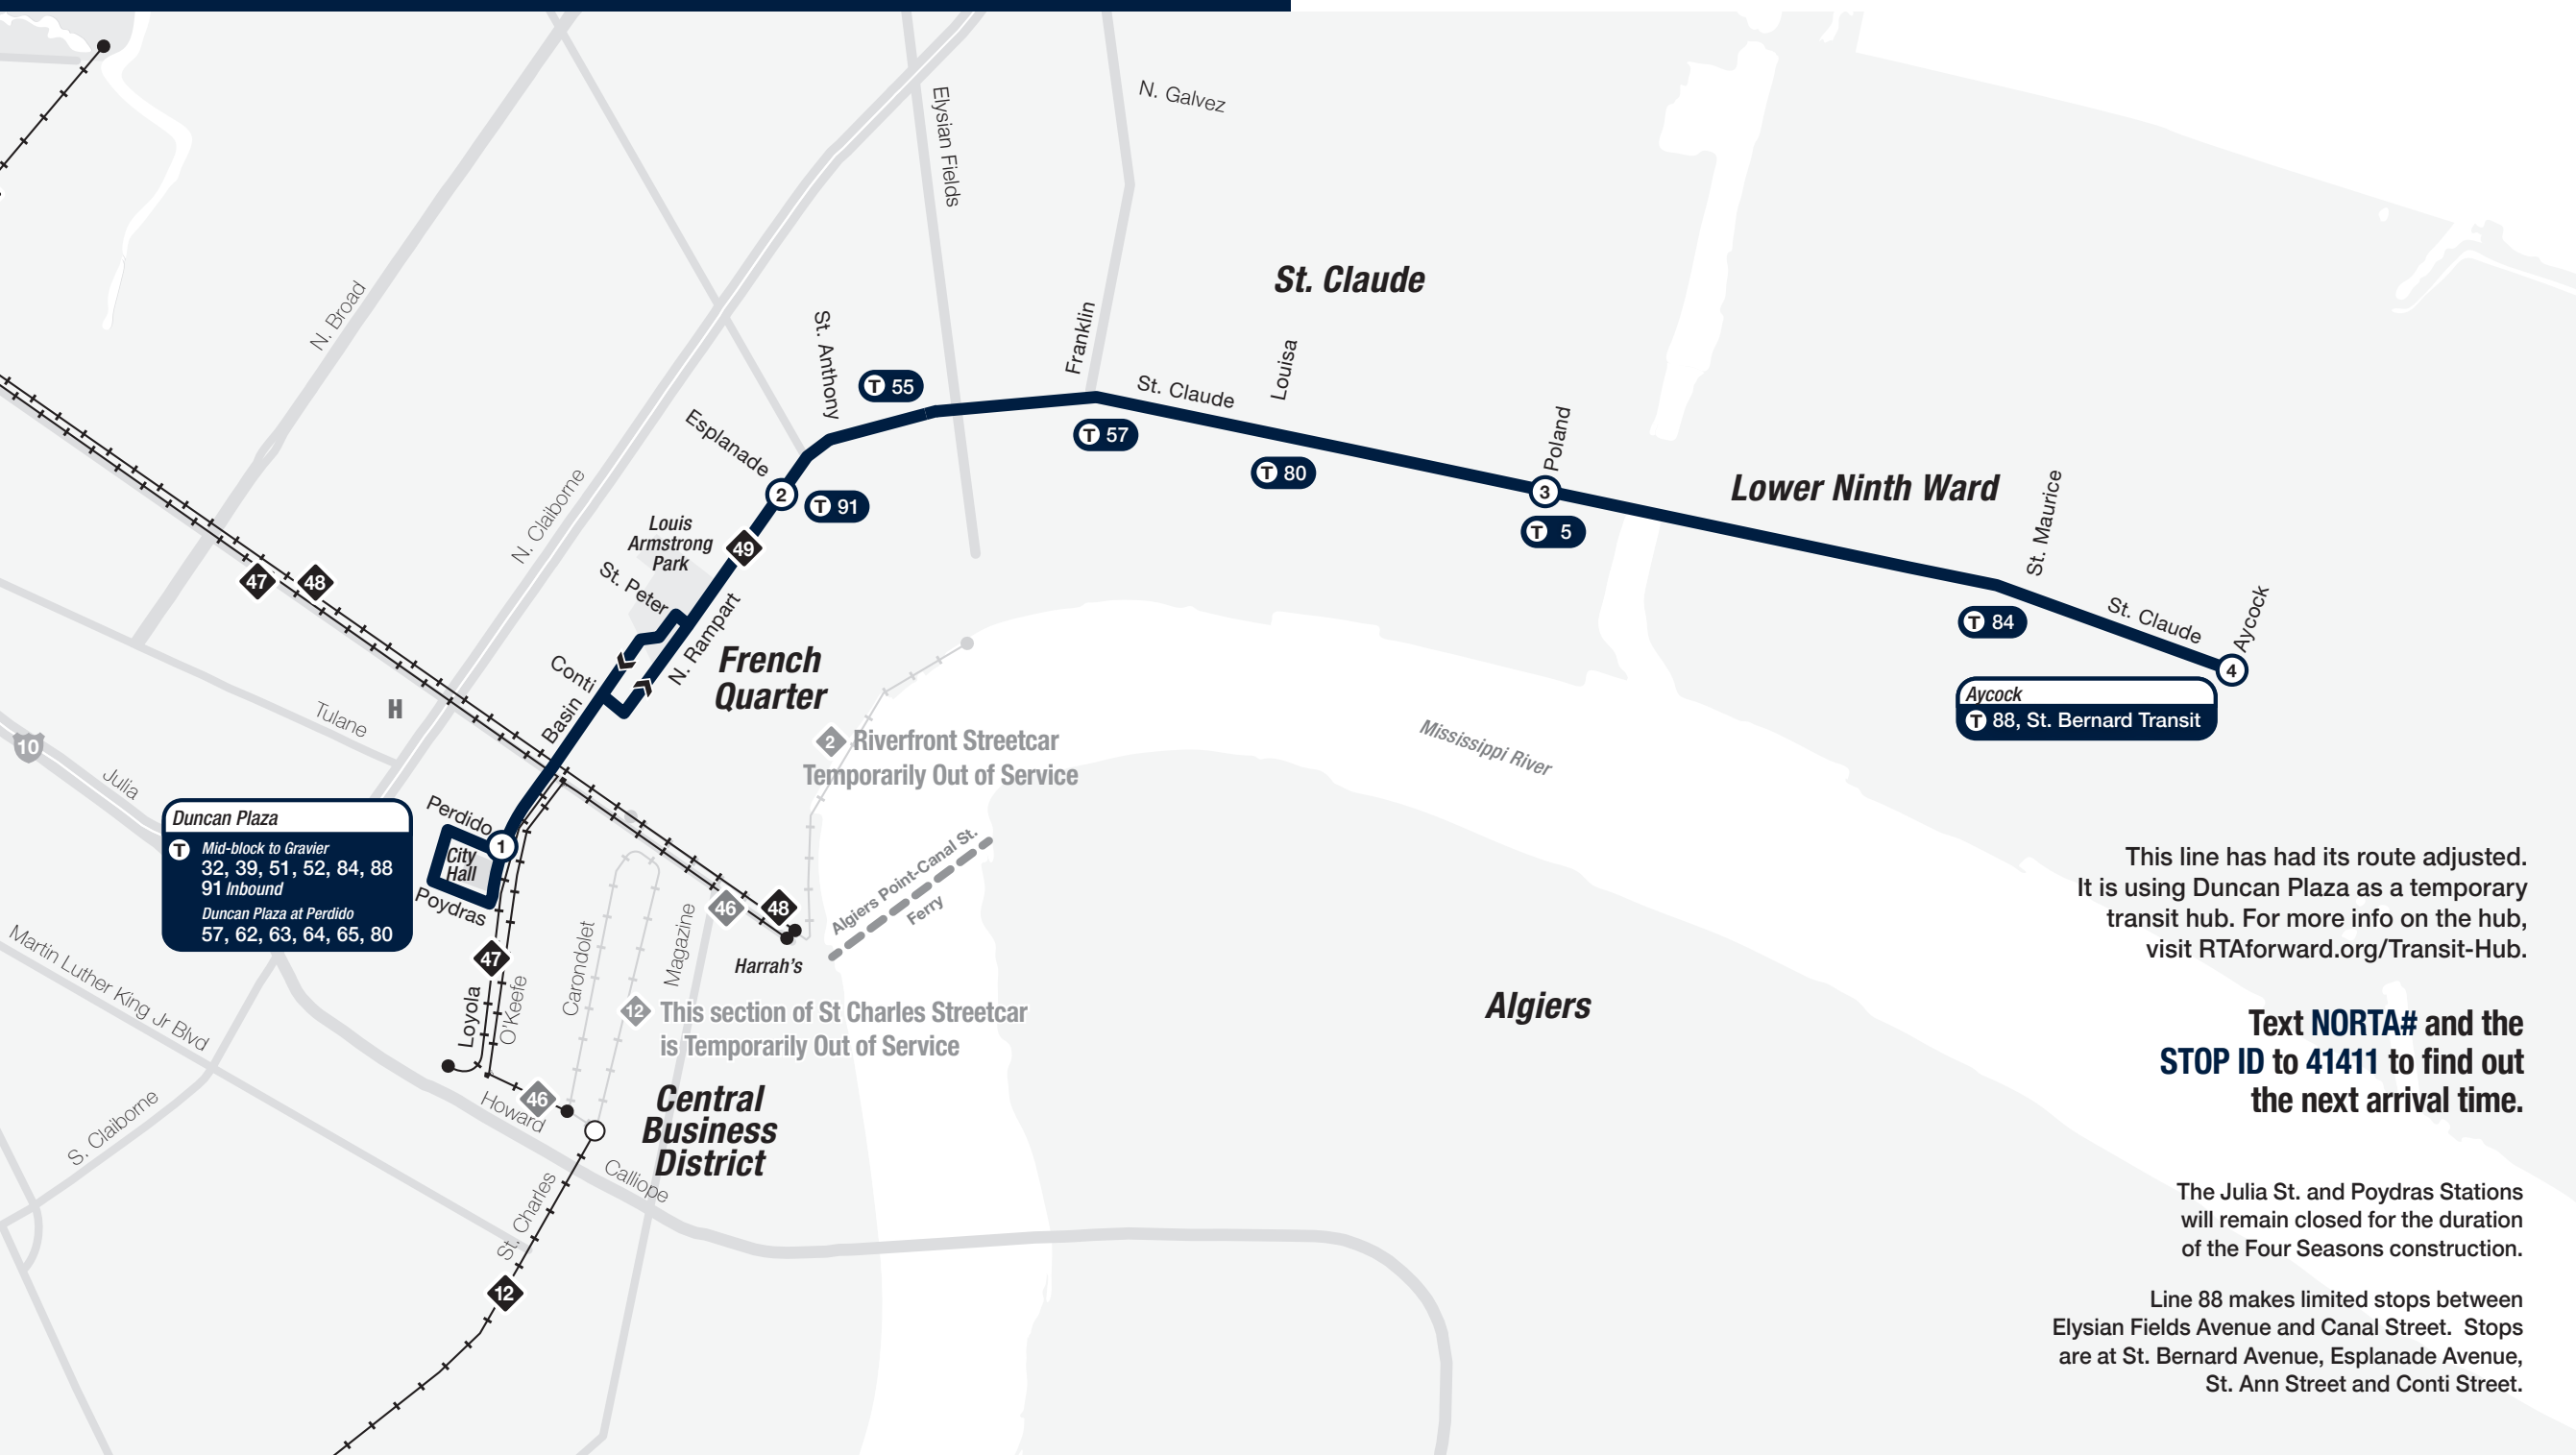 N. Galvez
Elysian Fields
St. Claude
N. Broad
St. Anthony
Franklin
Louisa
T 55
St. Claude
Esplanade
T 57
Poland
T 80
3
Lower Ninth Ward
St. Maurice
2
T 91
T 5
N. Claiborne
Louis
Armstrong
Park
49
47
48
St. Peter
N. Rampart
T 84
St. Claude
Aycock
4
French
Quarter
Conti
Basin
Aycock
T 88, St. Bernard Transit
H
Tulane
10
Julia
2 Riverfront Streetcar
Temporarily Out of Service
Mississippi River
Duncan Plaza
T Mid-block to Gravier
32, 39, 51, 52, 84, 88
91 Inbound
Duncan Plaza at Perdido
57, 62, 63, 64, 65, 80
Perdido
1
City
Hall
Poydras
46
48
Algiers Point-Canal St.
Ferry
Harrah's
Martin Luther King Jr Blvd
47
Loyola
O'Keefe
Carondolet
Magazine
12 This section of St Charles Streetcar
is Temporarily Out of Service
Algiers
46
Howard
Central
Business
District
S. Claiborne
Calliope
St. Charles
12
This line has had its route adjusted.
It is using Duncan Plaza as a temporary
transit hub. For more info on the hub,
visit RTAforward.org/Transit-Hub.
Text NORTA# and the
STOP ID to 41411 to find out
the next arrival time.
The Julia St. and Poydras Stations
will remain closed for the duration
of the Four Seasons construction.
Line 88 makes limited stops between
Elysian Fields Avenue and Canal Street. Stops
are at St. Bernard Avenue, Esplanade Avenue,
St. Ann Street and Conti Street.